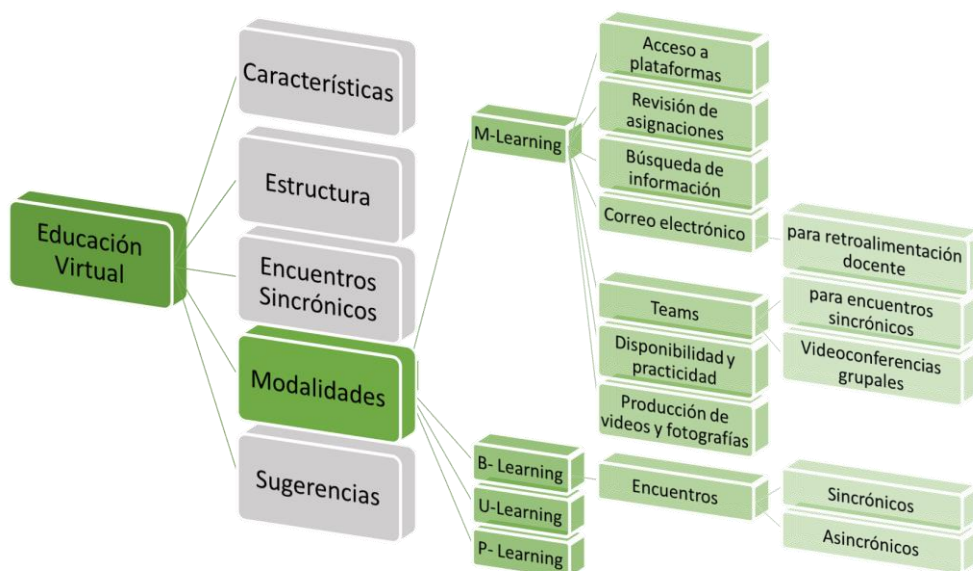 Educación
Virtual
Característícas
Estructura
Encuentros
Sincrónicos
Modalidades
Sugerencias
M-Learning
Acceso a
plataformas
Revisión de
asignaciones
Búsqueda de
información
Correo electrónico
para retroalimentación
docente
Teams
para encuentros
sincrónicos
Videoconferencias
grupales
Disponibilidad y
practicidad
Producción de
videos y fotografías
B- Learning
Encuentros
Sincrónicos
Asincrónicos
U-Learning
P- Learning